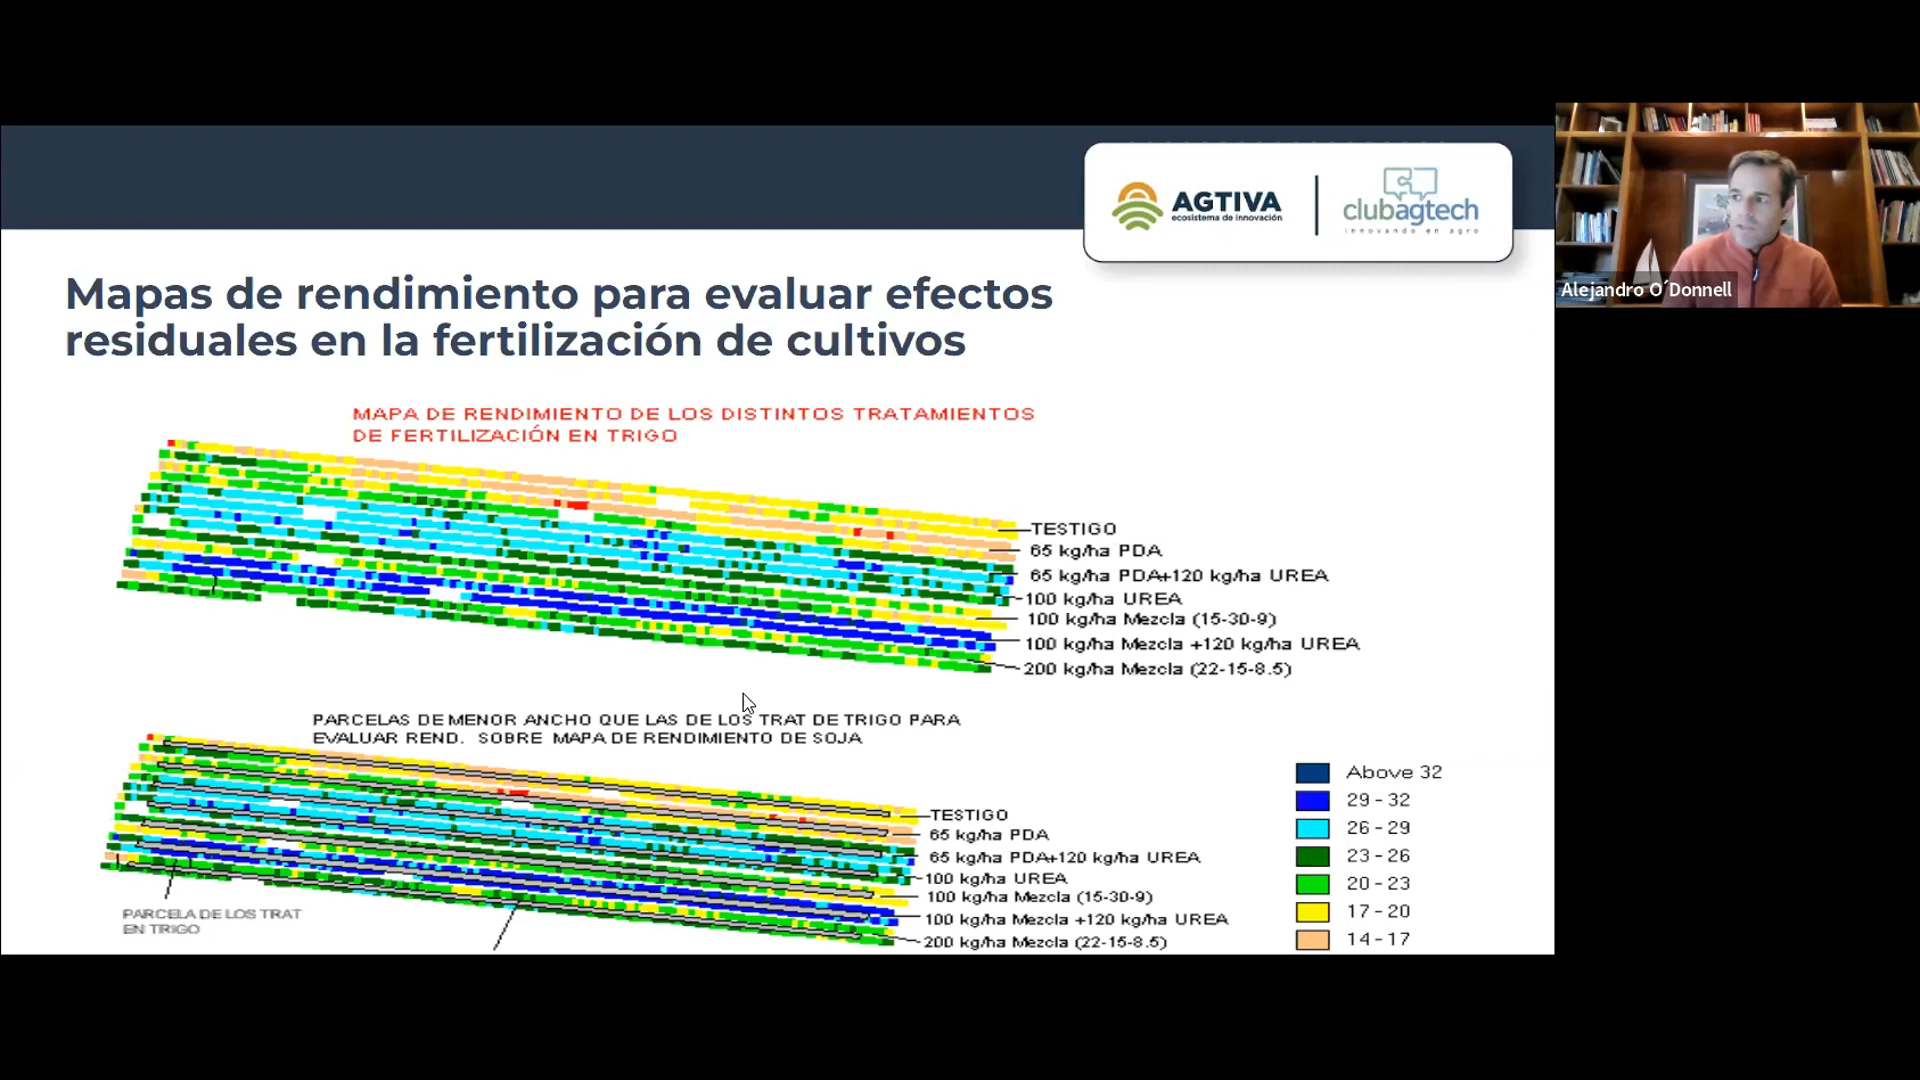 AGTIVA
ecosistema de innovación
clubagtech
innovando en agro
Alejandro O´Donnell
Mapas de rendimiento para evaluar efectos
residuales en la fertilización de cultivos
MAPA DE RENDIMIENTO DE LOS DISTINTOS TRATAMIENTOS
DE FERTILIZACIÓN EN TRIGO
TESTIGO
65 kg/ha PDA
65 kg/ha PDA+120 kg/ha UREA
100 kg/ha UREA
100 kg/ha Mezcla (15-30-9)
100 kg/ha Mezcla +120 kg/ha UREA
200 kg/ha Mezcla (22-15-8.5)
PARCELAS DE MENOR ANCHO QUE LAS DE LOS TRAT DE TRIGO PARA
EVALUAR REND. SOBRE MAPA DE RENDIMIENTO DE SOJA
TESTIGO
65 kg/ha PDA
65 kg/ha PDA+120 kg/ha UREA
100 kg/ha UREA
100 kg/ha Mezcla (15-30-9)
100 kg/ha Mezcla +120 kg/ha UREA
200 kg/ha Mezcla (22-15-8.5)
PARCELA DE LOS TRAT
EN TRIGO
Above 32
29 - 32
26 - 29
23 - 26
20 - 23
17 - 20
14 - 17